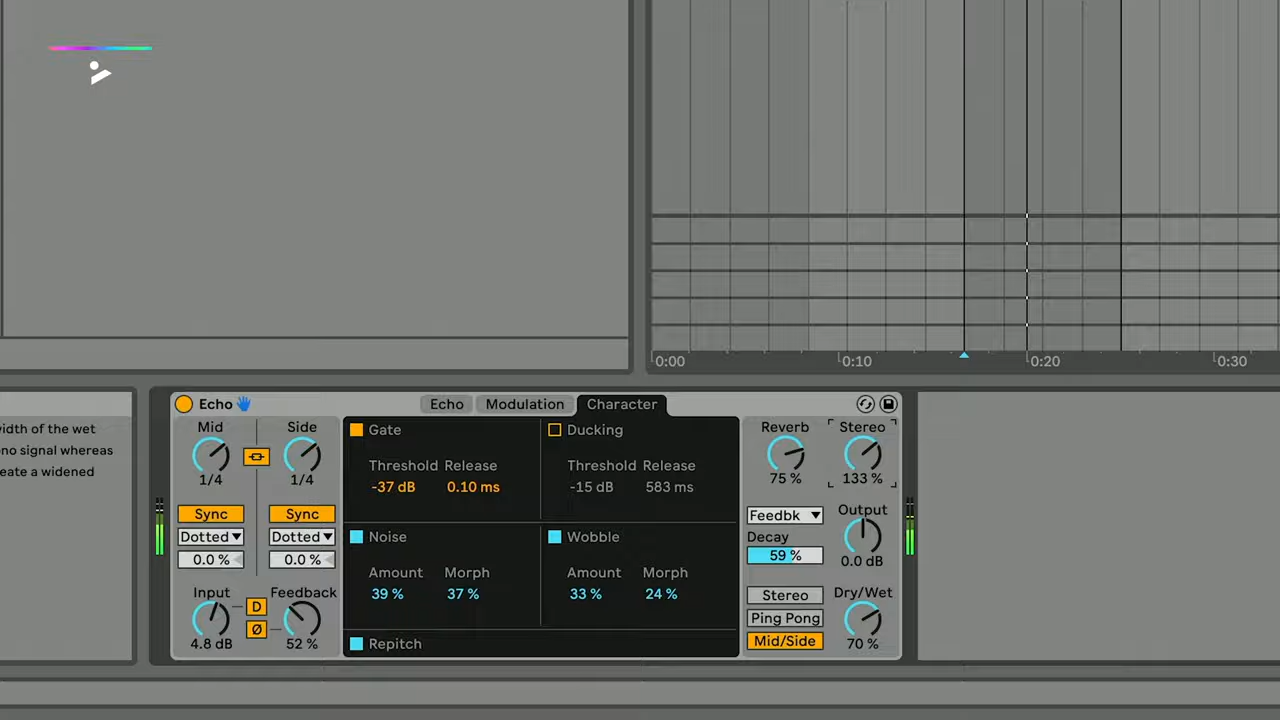 0:00
0:10
0:20
0:30
idth of the wet
no signal whereas
eate a widened
Echo
Echo
Modulation
Character
Mid
Side
1/4
1/4
Sync
Sync
Dotted
Dotted
0.0 %
0.0 %
Input
Feedback
D
Ø
4.8 dB
52 %
Gate
Threshold Release
-37 dB 0.10 ms
Ducking
Threshold Release
-15 dB 583 ms
Noise
Amount Morph
39 % 37 %
Wobble
Amount Morph
33 % 24 %
Repitch
Reverb
Stereo
75 %
133 %
Feedbk
Output
Decay
59 %
0.0 dB
Stereo
Dry/Wet
Ping Pong
Mid/Side
70 %